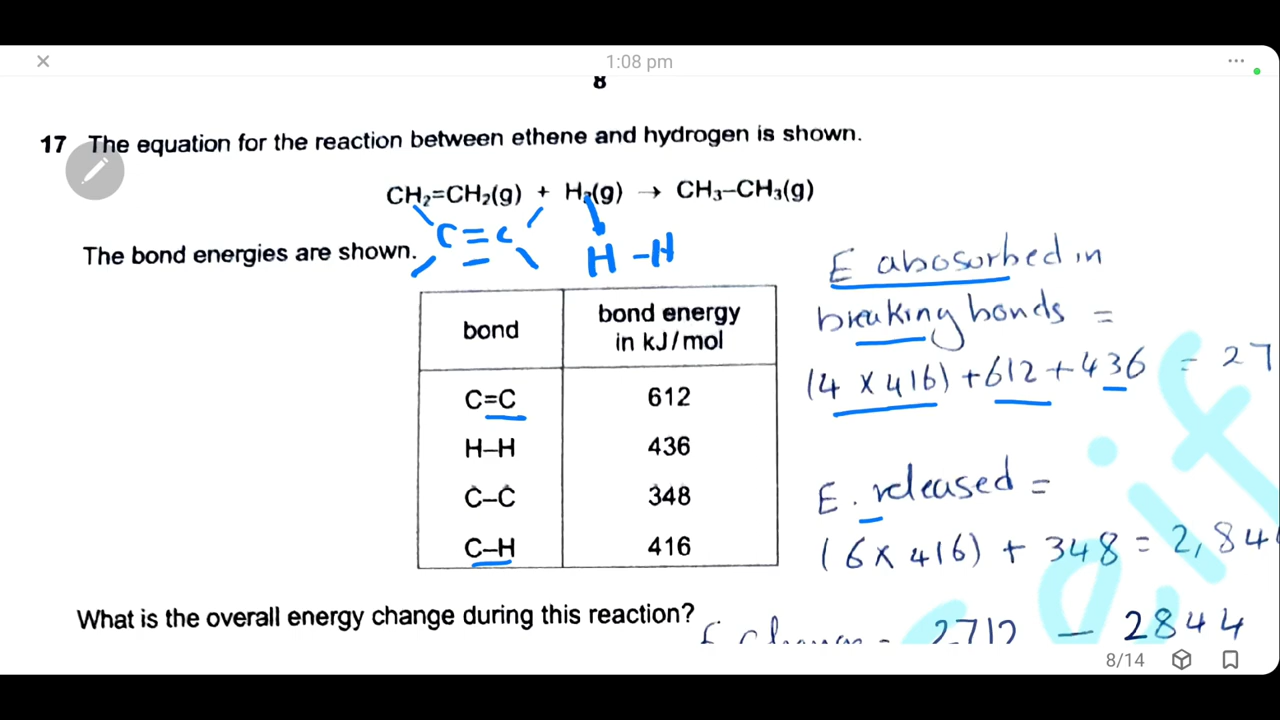 1:08 pm
8
17 The equation for the reaction between ethene and hydrogen is shown.
CH₂=CH₂(g) + H₂(g) → CH₃–CH₃(g)
C=C
H–H
The bond energies are shown.
bond bond energy in kJ/mol
C=C 612
H–H 436
C–C 348
C–H 416
E abosorbed in
breaking bonds =
(4 × 416) + 612 + 436 = 27
E. released =
(6 × 416) + 348 = 2,84
What is the overall energy change during this reaction?
2712 – 2844
8/14